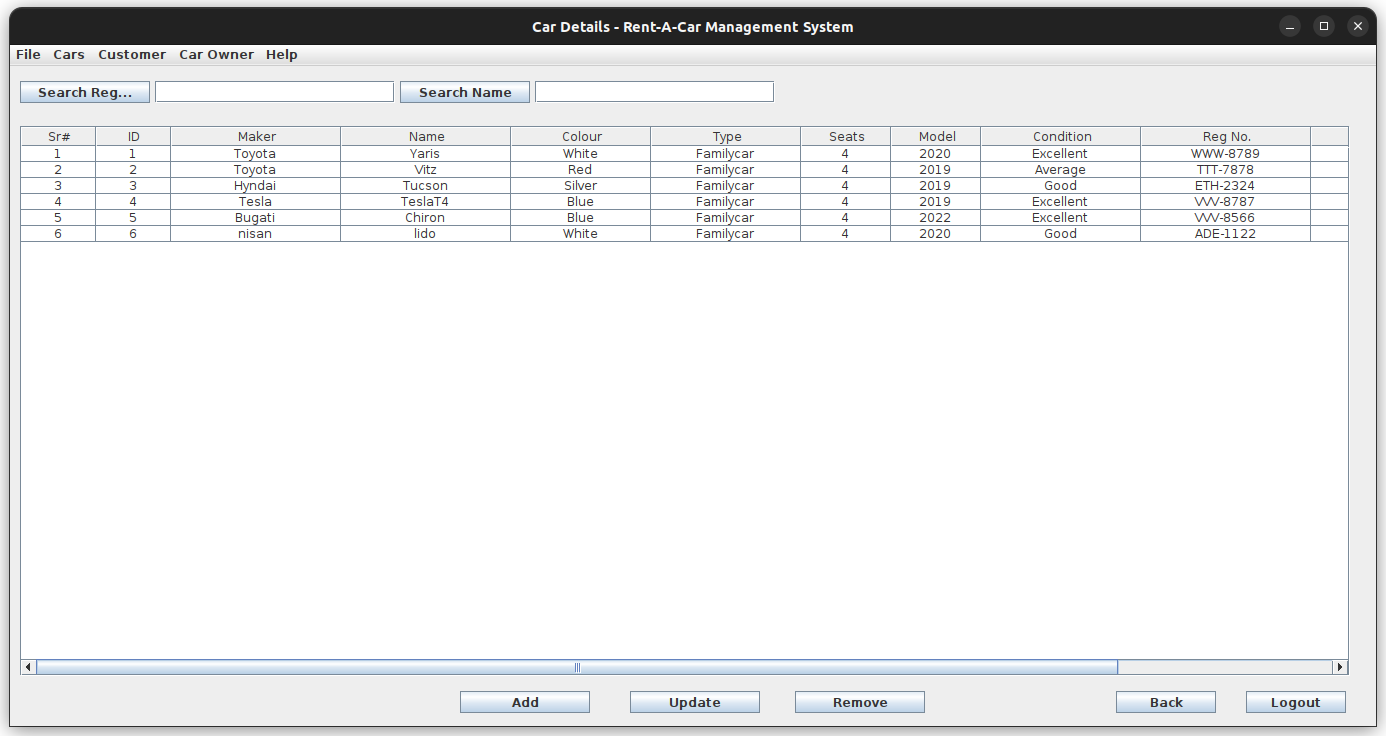 Car Details - Rent-A-Car Management System
File Cars Customer Car Owner Help
Search Reg... Search Name
Sr# ID Maker Name Colour Type Seats Model Condition Reg No.
1 1 Toyota Yaris White Familycar 4 2020 Excellent WWW-8789
2 2 Toyota Vitz Red Familycar 4 2019 Average TTT-7878
3 3 Hyndai Tucson Silver Familycar 4 2019 Good ETH-2324
4 4 Tesla TeslaT4 Blue Familycar 4 2019 Excellent VVV-8787
5 5 Bugati Chiron Blue Familycar 4 2022 Excellent VVV-8566
6 6 nisan lido White Familycar 4 2020 Good ADE-1122
Add Update Remove Back Logout